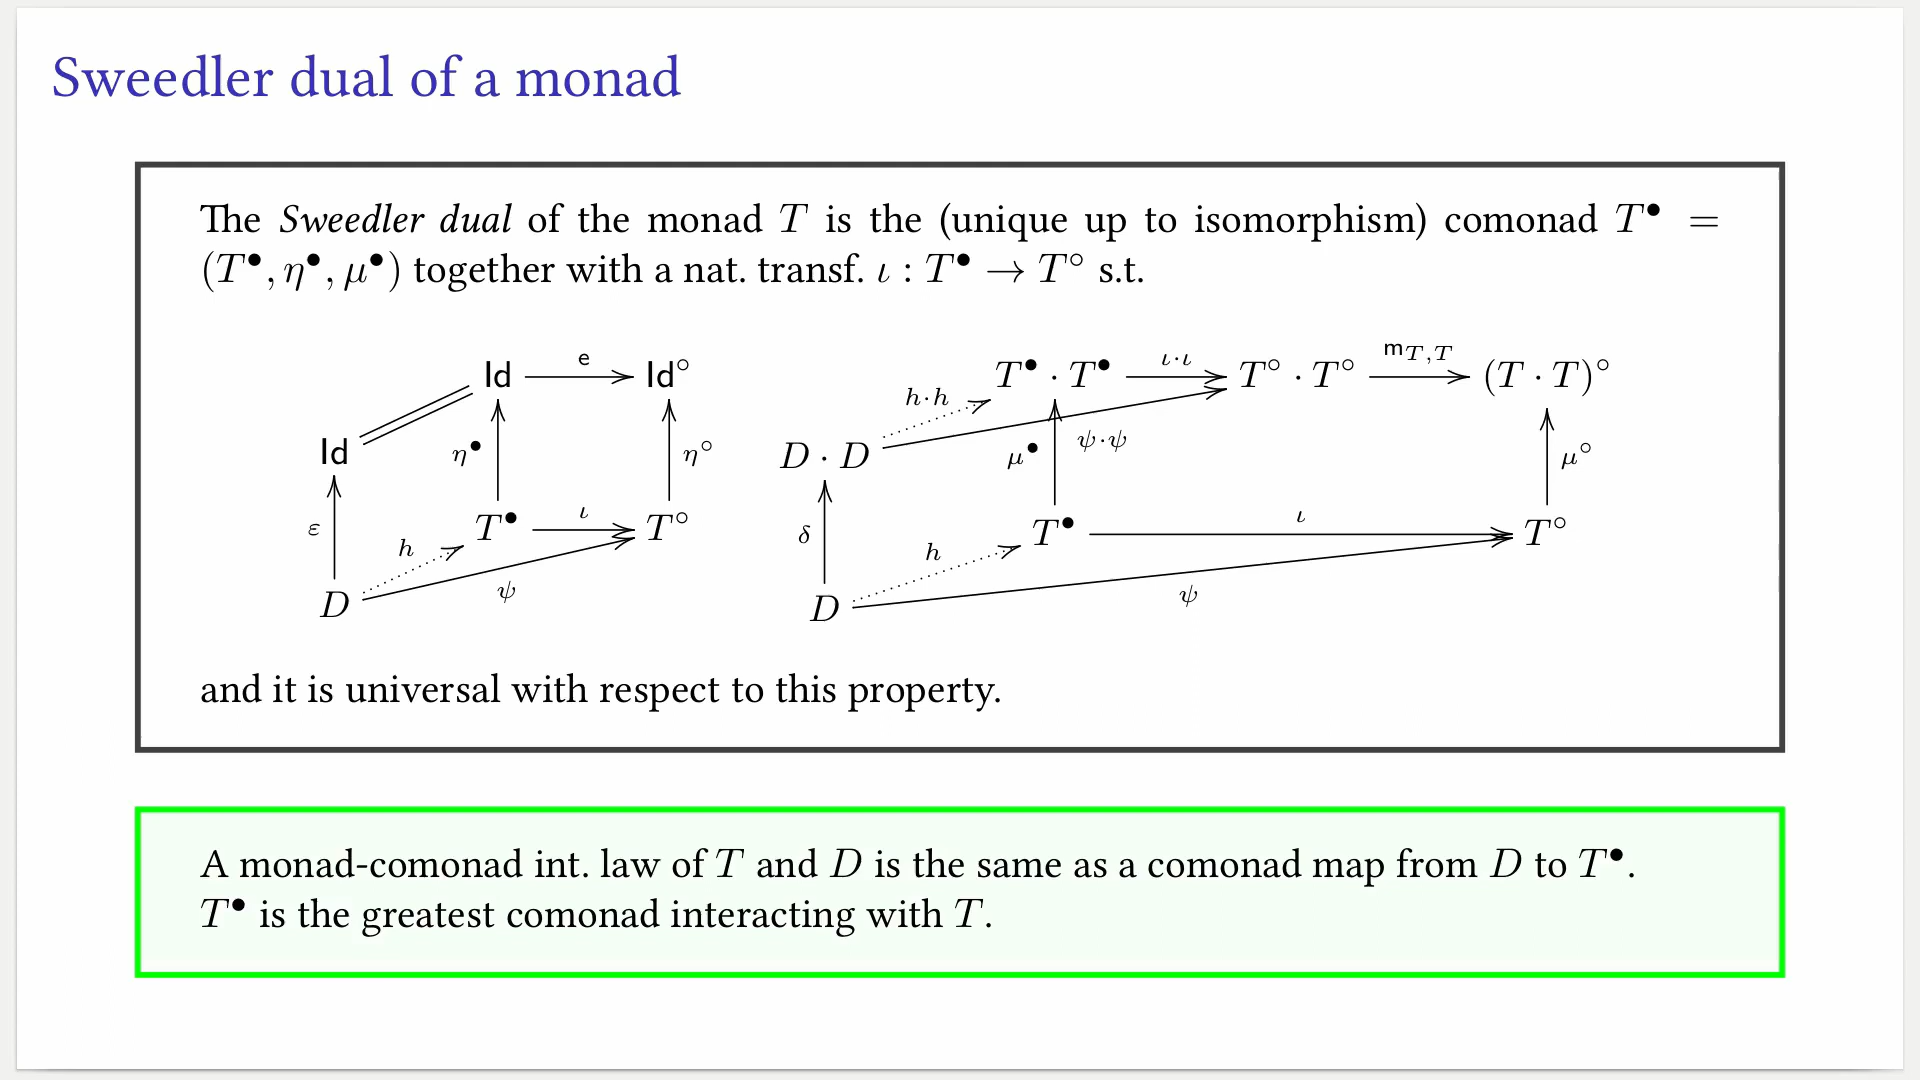 Sweedler dual of a monad
The Sweedler dual of the monad T is the (unique up to isomorphism) comonad T• =
(T•, η•, μ•) together with a nat. transf. ι : T• → T° s.t.
Id e Id°
Id η• η°
ε h T• ι T°
D ψ
T• · T• ι·ι T° · T° m_{T,T} (T · T)°
h·h
D · D μ• ψ·ψ μ°
δ h T• ι T°
D ψ
and it is universal with respect to this property.
A monad-comonad int. law of T and D is the same as a comonad map from D to T•.
T• is the greatest comonad interacting with T.